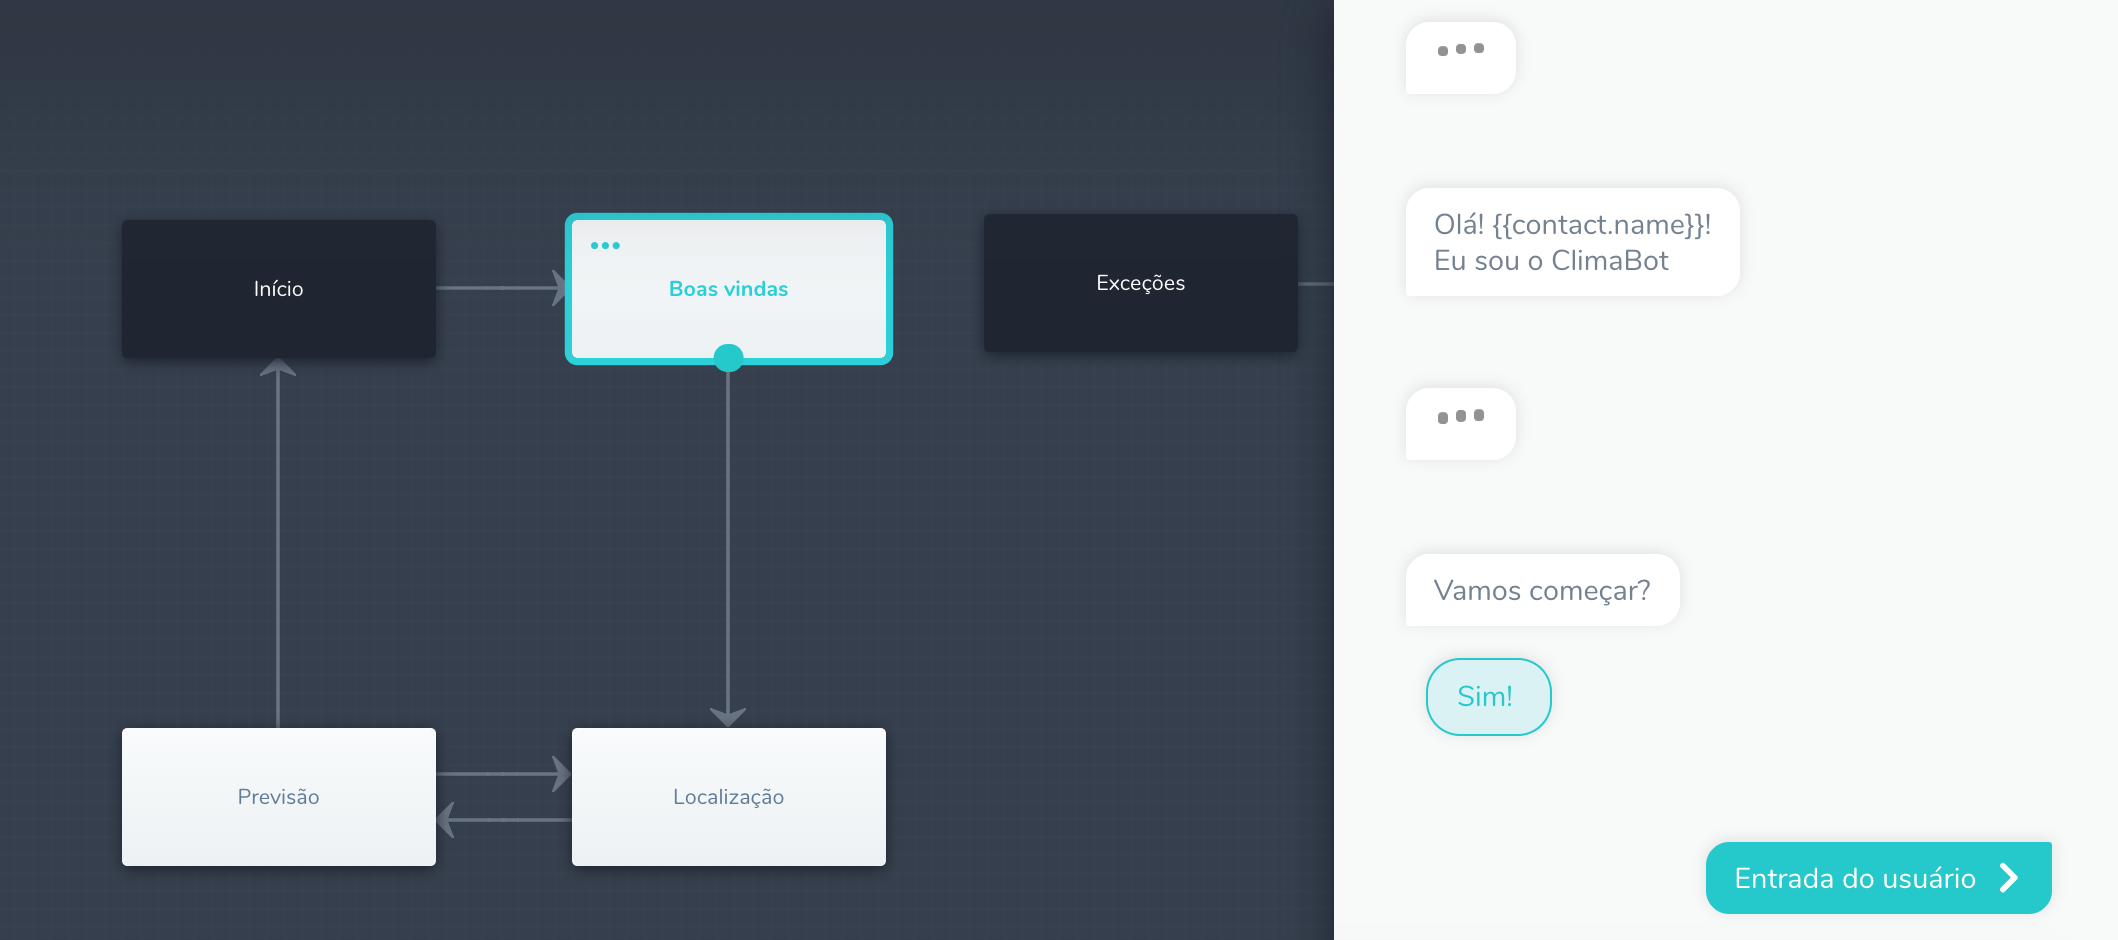 Início
Boas vindas
Exceções
Previsão
Localização
Olá! {{contact.name}}!
Eu sou o ClimaBot
Vamos começar?
Sim!
Entrada do usuário